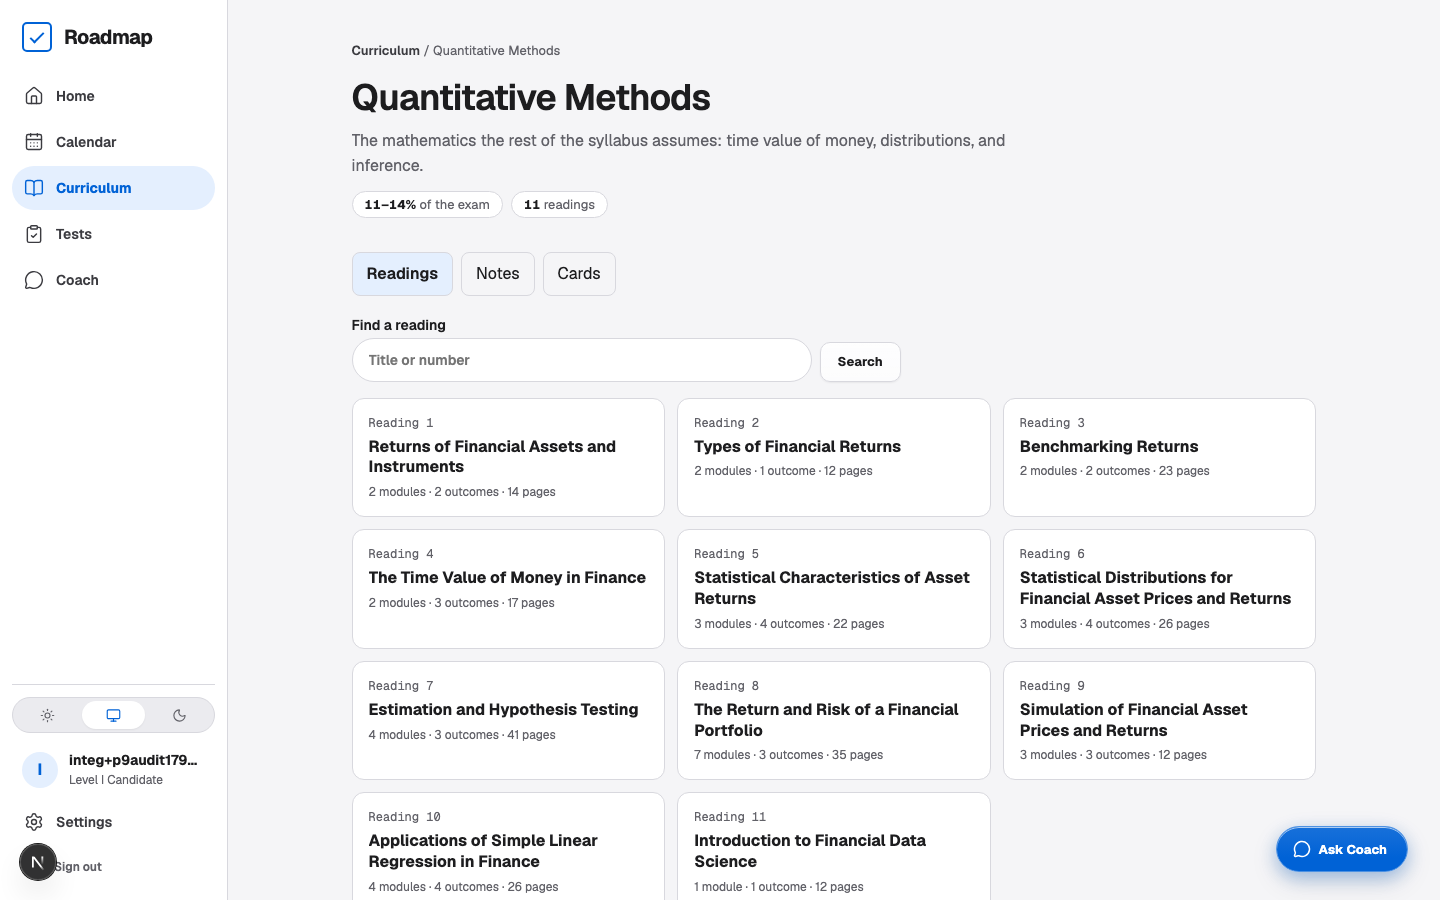 Roadmap
Home
Calendar
Curriculum
Tests
Coach
integ+p9audit179...
I
Level I Candidate
Settings
N
Sign out
Curriculum / Quantitative Methods
Quantitative Methods
The mathematics the rest of the syllabus assumes: time value of money, distributions, and
inference.
11–14% of the exam
11 readings
Readings
Notes
Cards
Find a reading
Title or number
Search
Reading 1
Returns of Financial Assets and
Instruments
2 modules · 2 outcomes · 14 pages
Reading 2
Types of Financial Returns
2 modules · 1 outcome · 12 pages
Reading 3
Benchmarking Returns
2 modules · 2 outcomes · 23 pages
Reading 4
The Time Value of Money in Finance
2 modules · 3 outcomes · 17 pages
Reading 5
Statistical Characteristics of Asset
Returns
3 modules · 4 outcomes · 22 pages
Reading 6
Statistical Distributions for
Financial Asset Prices and Returns
3 modules · 4 outcomes · 26 pages
Reading 7
Estimation and Hypothesis Testing
4 modules · 3 outcomes · 41 pages
Reading 8
The Return and Risk of a Financial
Portfolio
7 modules · 3 outcomes · 35 pages
Reading 9
Simulation of Financial Asset
Prices and Returns
3 modules · 3 outcomes · 12 pages
Reading 10
Applications of Simple Linear
Regression in Finance
4 modules · 4 outcomes · 26 pages
Reading 11
Introduction to Financial Data
Science
1 module · 1 outcome · 12 pages
Ask Coach